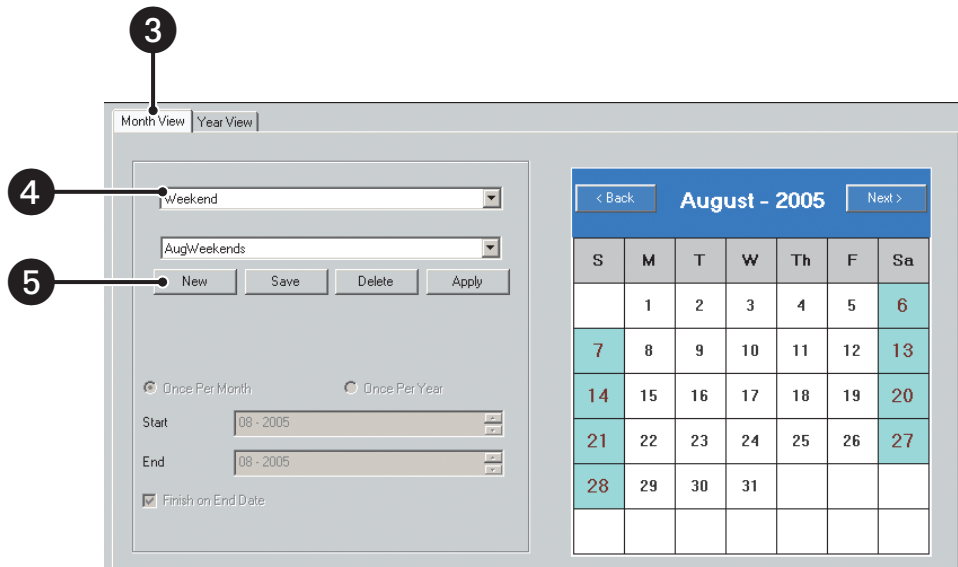 3
Month View Year View
4
Weekend
AugWeekends
5
New Save Delete Apply
Once Per Month Once Per Year
Start 08 - 2005
End 08 - 2005
Finish on End Date
< Back August - 2005 Next >
S M T W Th F Sa
1 2 3 4 5 6
7 8 9 10 11 12 13
14 15 16 17 18 19 20
21 22 23 24 25 26 27
28 29 30 31